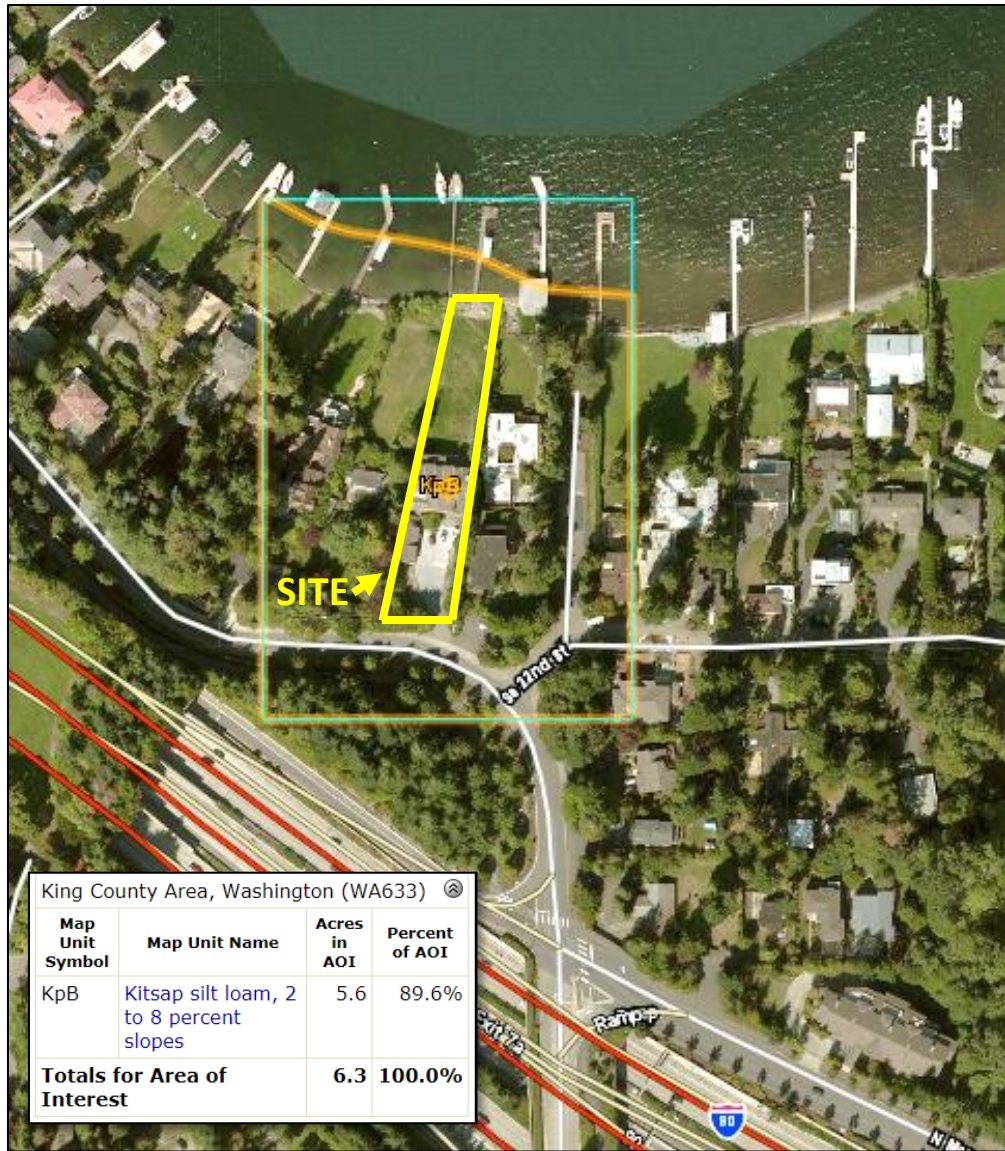 KpB
SITE
Se 22nd St
King County Area, Washington (WA633)
Map Unit Symbol Map Unit Name Acres in AOI Percent of AOI
KpB Kitsap silt loam, 2 to 8 percent slopes 5.6 89.6%
Totals for Area of Interest 6.3 100.0%
Exit 7a
Ramp
90
N